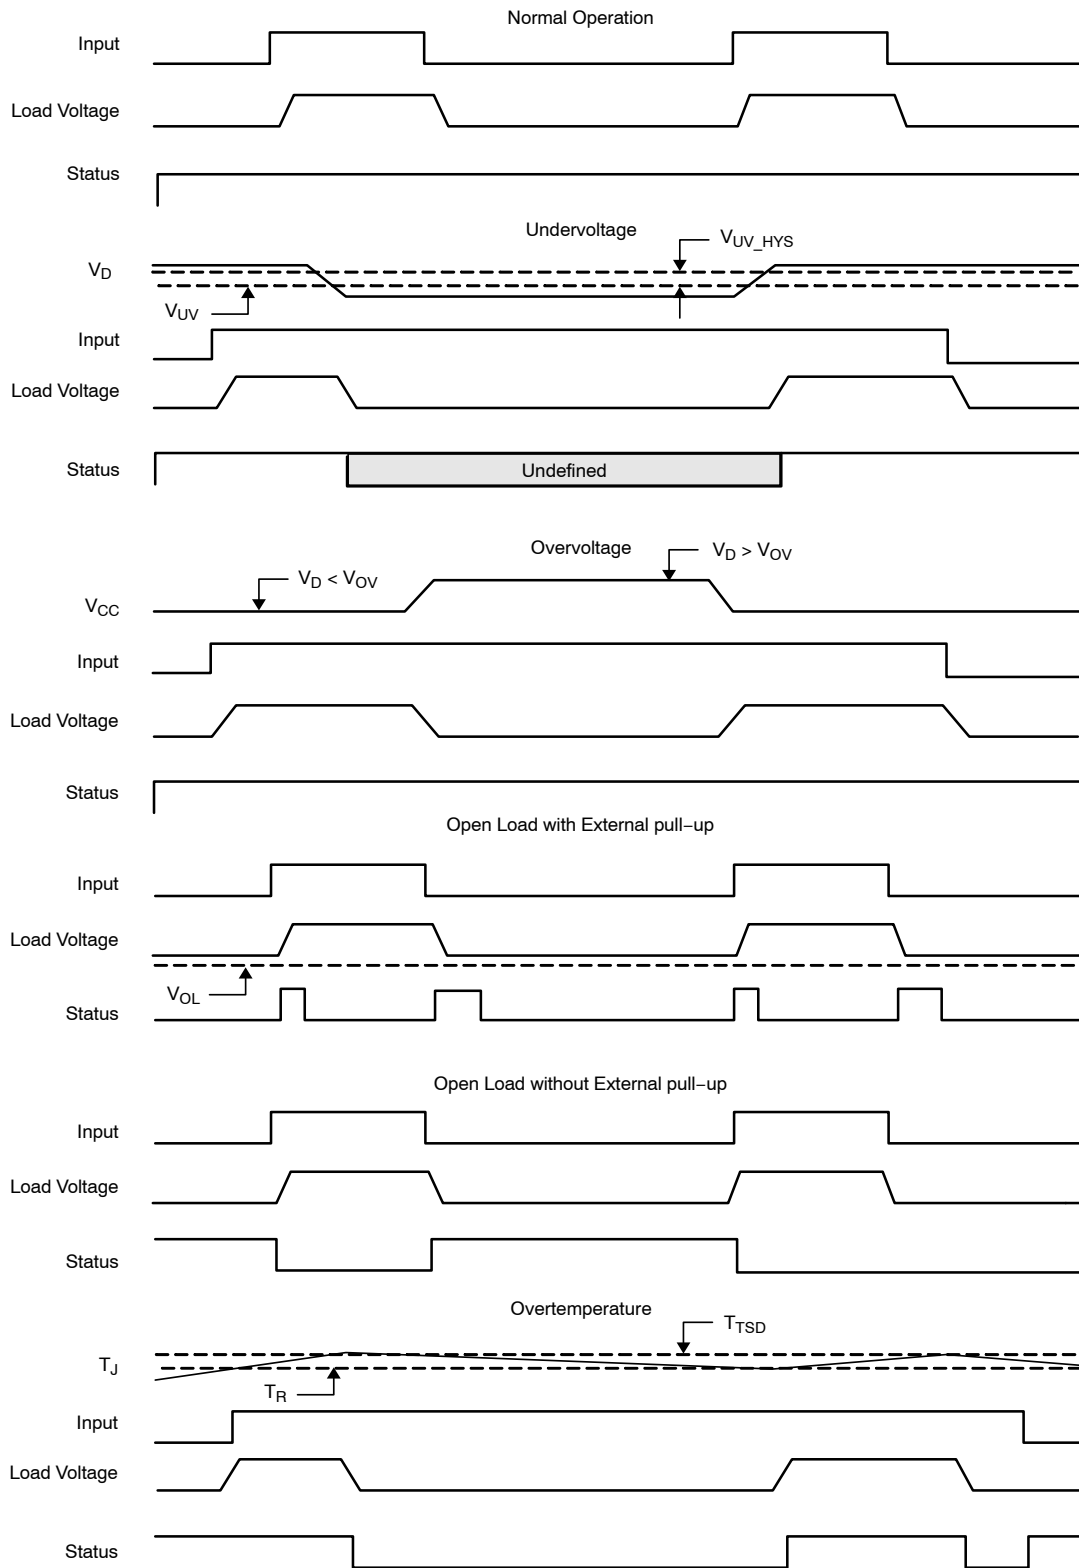 Normal Operation
Input
Load Voltage
Status
Undervoltage
V_UV_HYS
V_D
V_UV
Input
Load Voltage
Status
Undefined
Overvoltage
V_D > V_OV
V_D < V_OV
V_CC
Input
Load Voltage
Status
Open Load with External pull−up
Input
Load Voltage
V_OL
Status
Open Load without External pull−up
Input
Load Voltage
Status
Overtemperature
T_TSD
T_J
T_R
Input
Load Voltage
Status